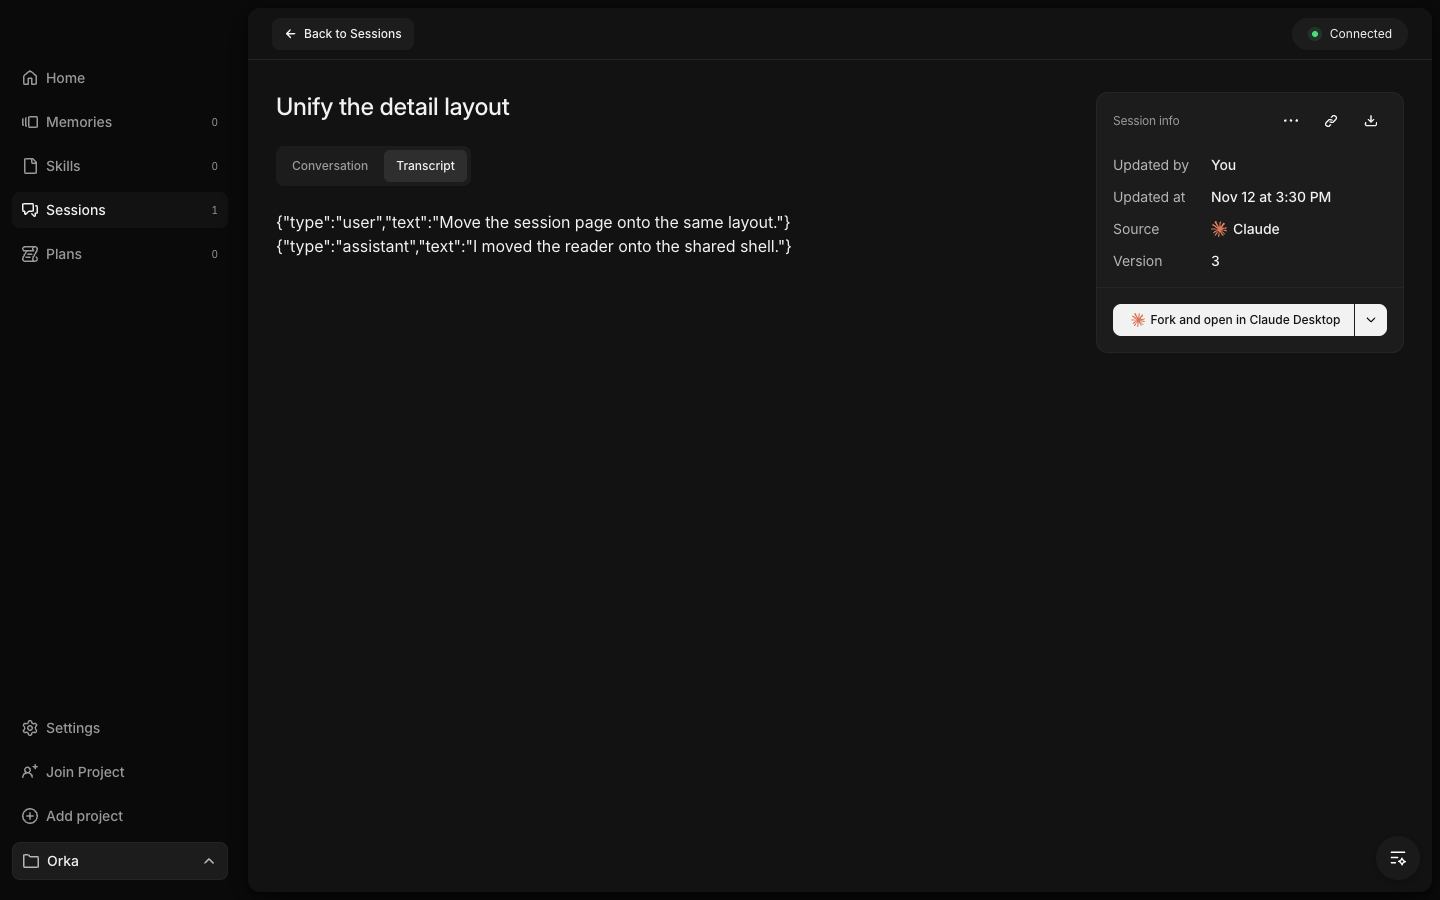 Back to Sessions
Connected
Home
Memories 0
Skills 0
Sessions 1
Plans 0
Unify the detail layout
Conversation
Transcript
{"type":"user","text":"Move the session page onto the same layout."}
{"type":"assistant","text":"I moved the reader onto the shared shell."}
Session info
Updated by You
Updated at Nov 12 at 3:30 PM
Source Claude
Version 3
Fork and open in Claude Desktop
Settings
Join Project
Add project
Orka